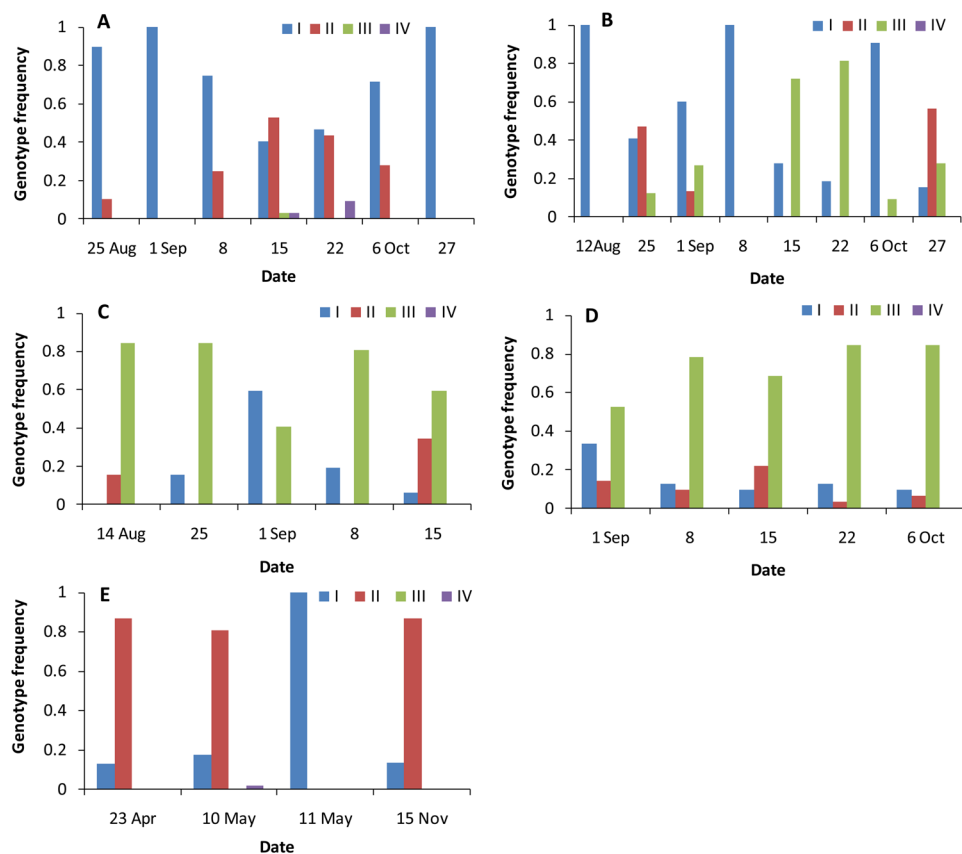 A
I II III IV
Genotype frequency
1
0.8
0.6
0.4
0.2
0
25 Aug 1 Sep 8 15 22 6 Oct 27
Date
B
I II III IV
Genotype frequency
1
0.8
0.6
0.4
0.2
0
12Aug 25 1 Sep 8 15 22 6 Oct 27
Date
C
I II III IV
Genotype frequency
1
0.8
0.6
0.4
0.2
0
14 Aug 25 1 Sep 8 15
Date
D
I II III IV
Genotype frequency
1
0.8
0.6
0.4
0.2
0
1 Sep 8 15 22 6 Oct
Date
E
I II III IV
Genotype frequency
1
0.8
0.6
0.4
0.2
0
23 Apr 10 May 11 May 15 Nov
Date